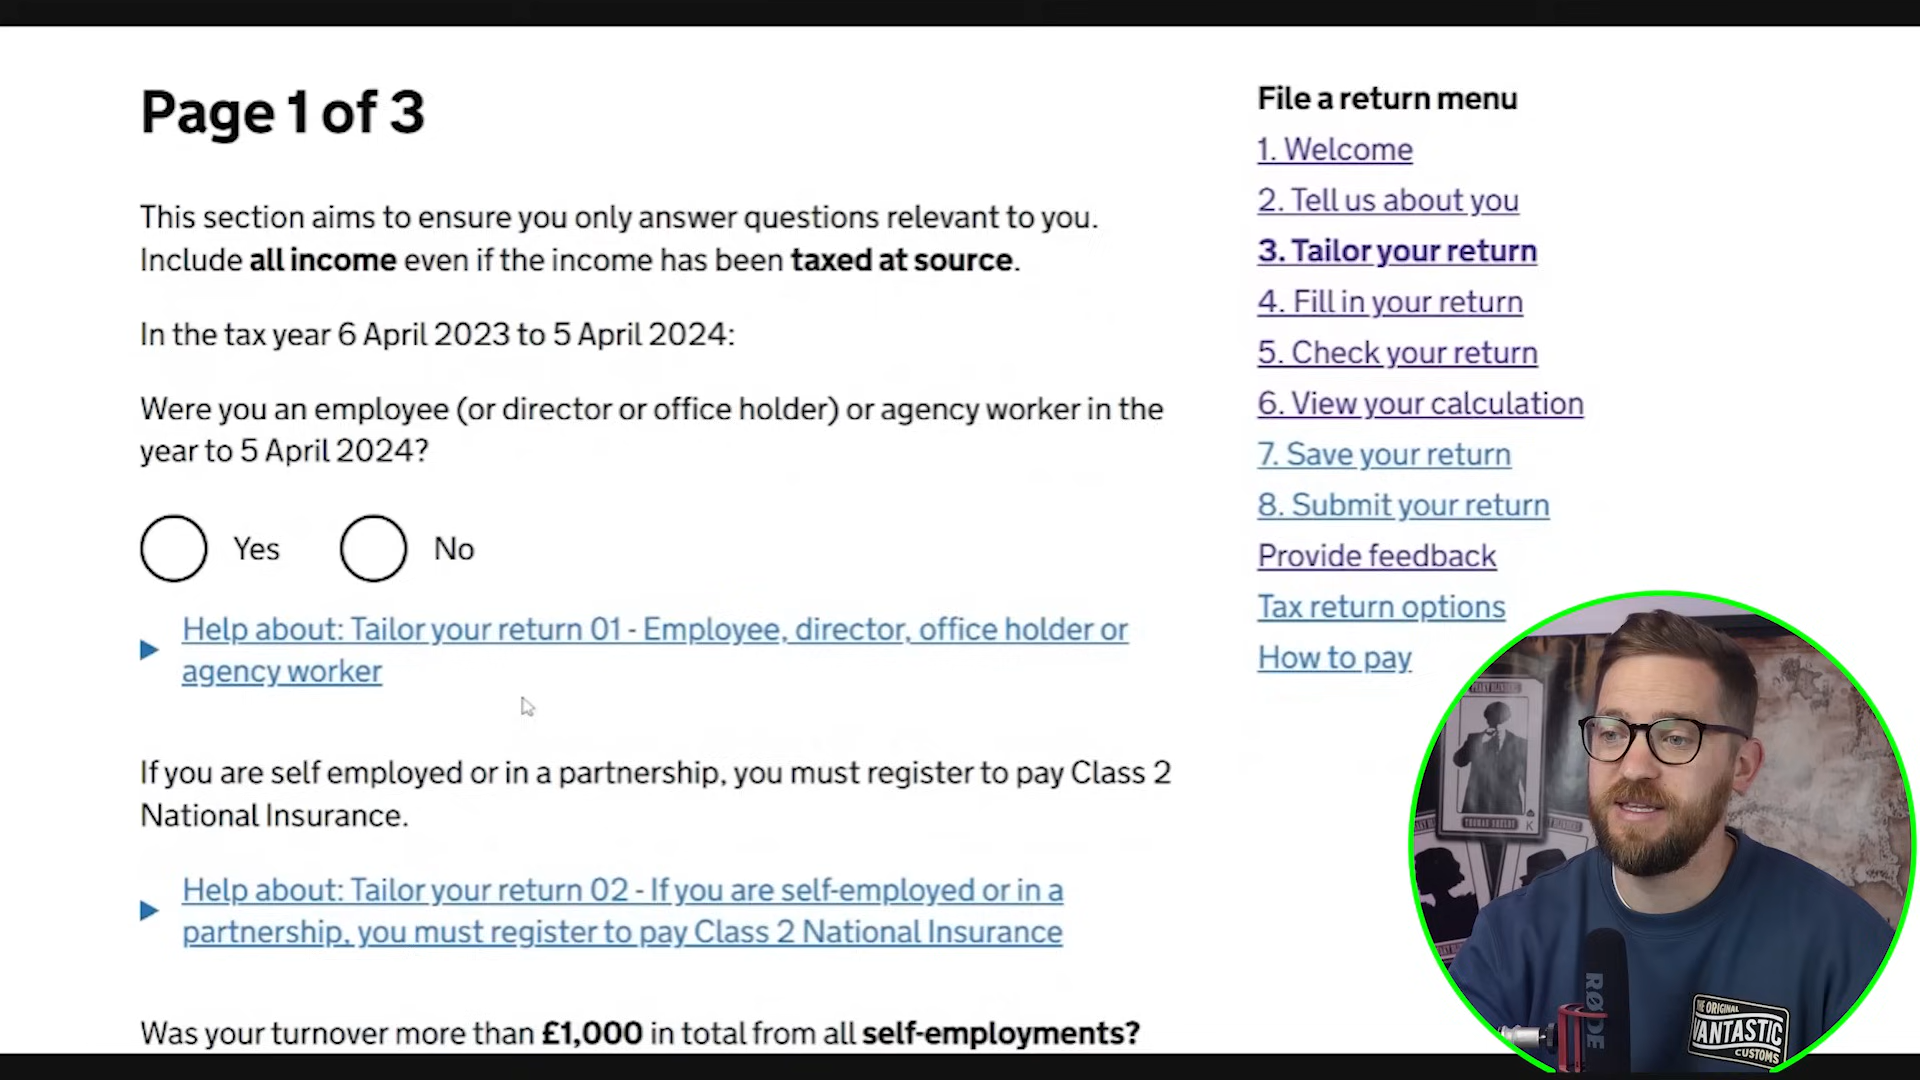 Page 1 of 3
This section aims to ensure you only answer questions relevant to you.
Include all income even if the income has been taxed at source.
In the tax year 6 April 2023 to 5 April 2024:
Were you an employee (or director or office holder) or agency worker in the
year to 5 April 2024?
Yes
No
Help about: Tailor your return 01 - Employee, director, office holder or
agency worker
If you are self employed or in a partnership, you must register to pay Class 2
National Insurance.
Help about: Tailor your return 02 - If you are self-employed or in a
partnership, you must register to pay Class 2 National Insurance
Was your turnover more than £1,000 in total from all self-employments?
File a return menu
1. Welcome
2. Tell us about you
3. Tailor your return
4. Fill in your return
5. Check your return
6. View your calculation
7. Save your return
8. Submit your return
Provide feedback
Tax return options
How to pay
PEAKY BLINDERS
THOMAS SHELBY
K
RØDE
THE ORIGINAL
VANTASTIC
CUSTOMS